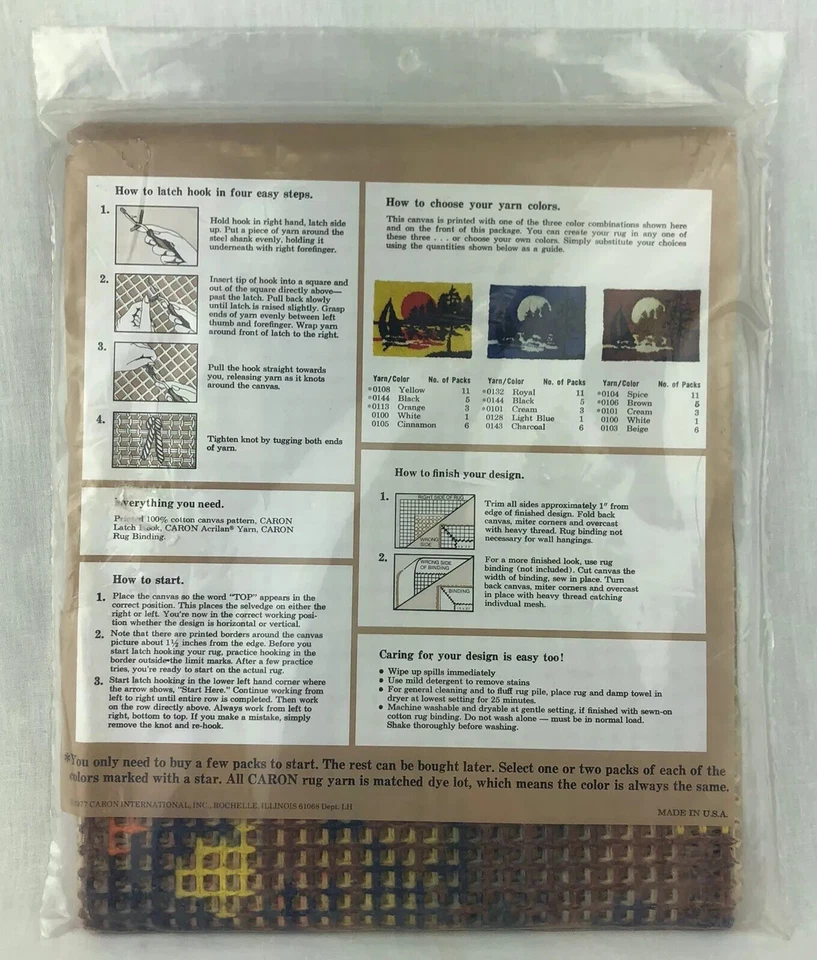 How to latch hook in four easy steps.
1.
Hold hook in right hand, latch side
up. Put a piece of yarn around the
steel shank evenly, holding it
underneath with right forefinger.
2.
Insert tip of hook into a square and
out of the square directly above—
past the latch. Pull back slowly
until latch is raised slightly. Grasp
ends of yarn evenly between left
thumb and forefinger. Wrap yarn
around front of latch to the right.
3.
Pull the hook straight towards
you, releasing yarn as it knots
around the canvas.
4.
Tighten knot by tugging both ends
of yarn.
Everything you need.
Printed 100% cotton canvas pattern, CARON
Latch Hook, CARON Acrilan® Yarn, CARON
Rug Binding.
How to start.
1. Place the canvas so the word "TOP" appears in the
correct position. This places the selvedge on either the
right or left. You're now in the correct working posi-
tion whether the design is horizontal or vertical.
2. Note that there are printed borders around the canvas
picture about 1½ inches from the edge. Before you
start latch hooking your rug, practice hooking in the
border outside the limit marks. After a few practice
tries, you're ready to start on the actual rug.
3. Start latch hooking in the lower left hand corner where
the arrow shows, "Start Here." Continue working from
left to right until entire row is completed. Then work
on the row directly above. Always work from left to
right, bottom to top. If you make a mistake, simply
remove the knot and re-hook.
How to choose your yarn colors.
This canvas is printed with one of the three color combinations shown here
and on the front of this package. You can create your rug in any one of
these three . . . or choose your own colors. Simply substitute your choices
using the quantities shown below as a guide.
Yarn/Color No. of Packs
*0108 Yellow 11
*0144 Black 5
*0113 Orange 3
0100 White 1
0105 Cinnamon 6
Yarn/Color No. of Packs
*0132 Royal 11
*0144 Black 5
*0101 Cream 3
0128 Light Blue 1
0143 Charcoal 6
Yarn/Color No. of Packs
*0104 Spice 11
*0106 Brown 5
*0101 Cream 3
0100 White 1
0103 Beige 6
How to finish your design.
1.
RIGHT SIDE OF RUG
WRONG
SIDE
Trim all sides approximately 1" from
edge of finished design. Fold back
canvas, miter corners and overcast
with heavy thread. Rug binding not
necessary for wall hangings.
2.
WRONG SIDE
OF BINDING
BINDING
For a more finished look, use rug
binding (not included). Cut canvas the
width of binding, sew in place. Turn
back canvas, miter corners and overcast
in place with heavy thread catching
indivdual mesh.
Caring for your design is easy too!
• Wipe up spills immediately
• Use mild detergent to remove stains
• For general cleaning and to fluff rug pile, place rug and damp towel in
dryer at lowest setting for 25 minutes.
• Machine washable and dryable at gentle setting, if finished with sewn-on
cotton rug binding. Do not wash alone — must be in normal load.
Shake thoroughly before washing.
*You only need to buy a few packs to start. The rest can be bought later. Select one or two packs of each of the
colors marked with a star. All CARON rug yarn is matched dye lot, which means the color is always the same.
©1977 CARON INTERNATIONAL, INC., ROCHELLE, ILLINOIS 61068 Dept. LH
MADE IN U.S.A.